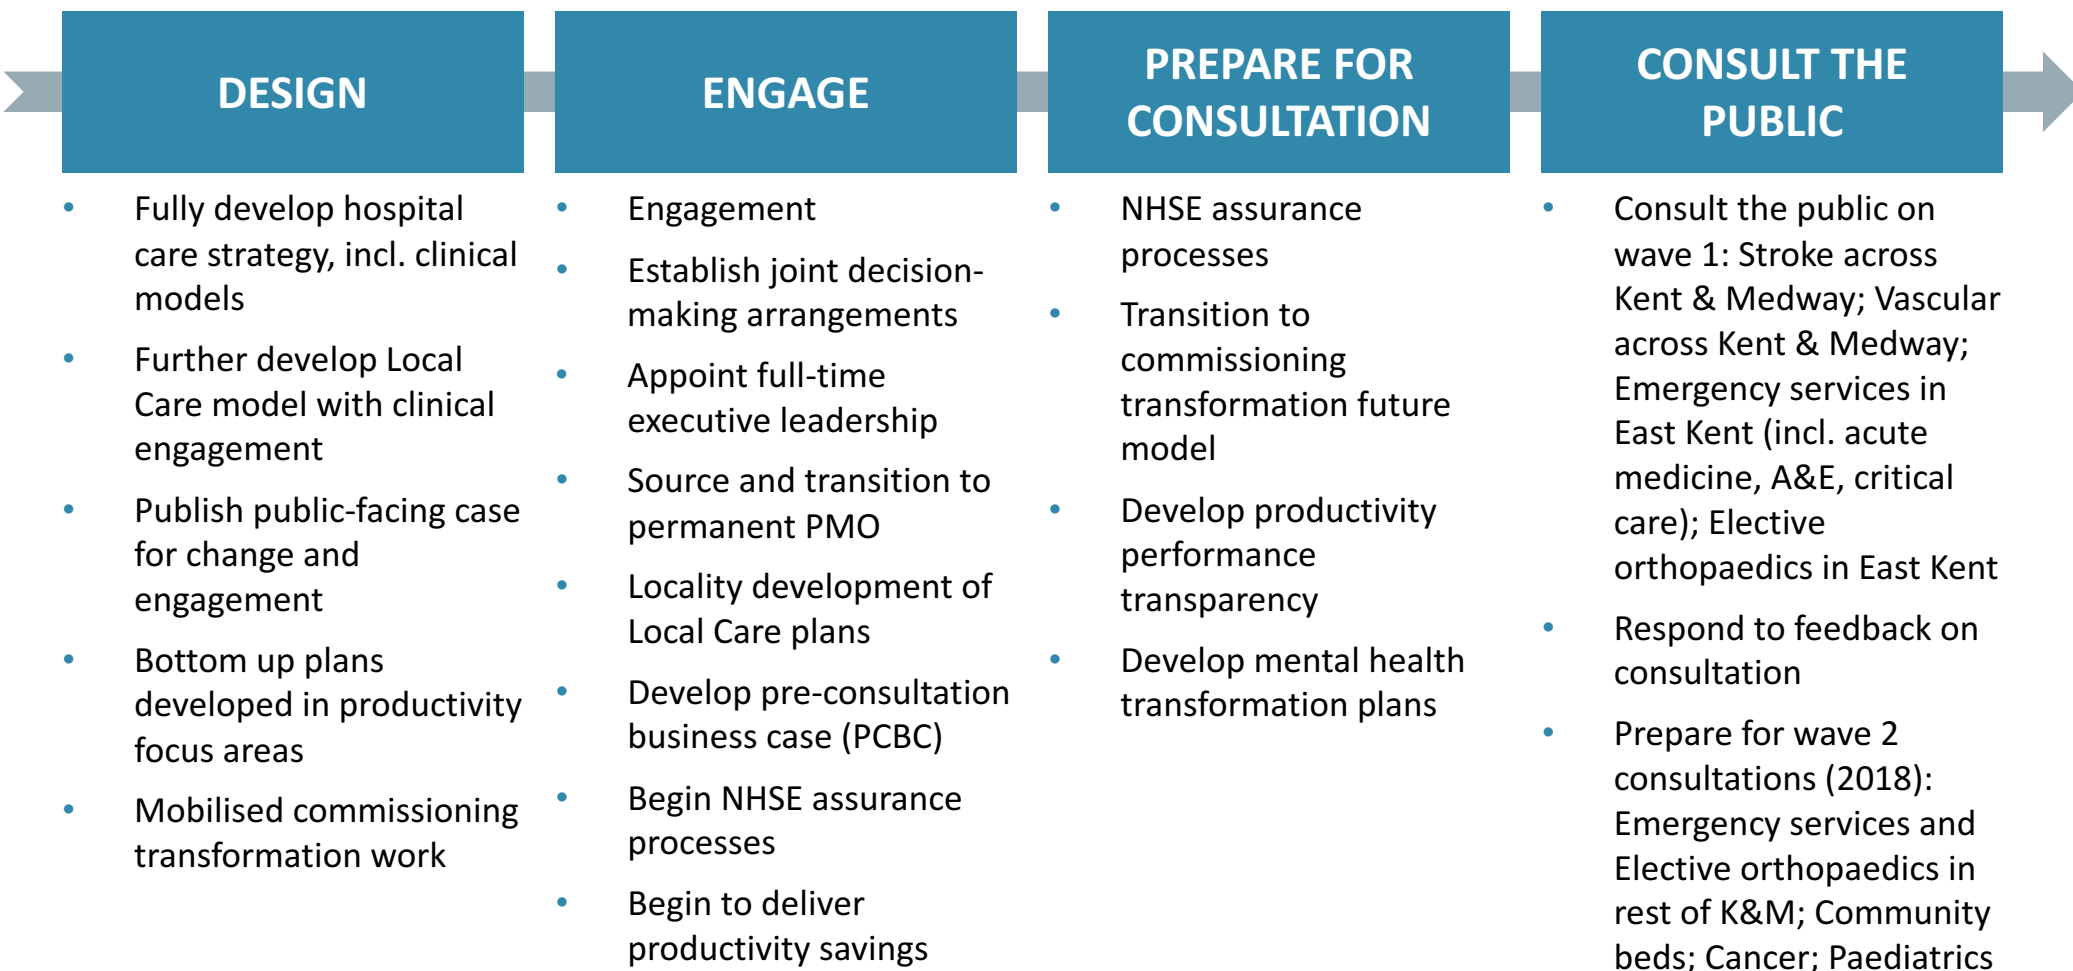 DESIGN
• Fully develop hospital
care strategy, incl. clinical
models
• Further develop Local
Care model with clinical
engagement
• Publish public-facing case
for change and
engagement
• Bottom up plans
developed in productivity
focus areas
• Mobilised commissioning
transformation work
ENGAGE
• Engagement
• Establish joint decision-
making arrangements
• Appoint full-time
executive leadership
• Source and transition to
permanent PMO
• Locality development of
Local Care plans
• Develop pre-consultation
business case (PCBC)
• Begin NHSE assurance
processes
• Begin to deliver
productivity savings
PREPARE FOR
CONSULTATION
• NHSE assurance
processes
• Transition to
commissioning
transformation future
model
• Develop productivity
performance
transparency
• Develop mental health
transformation plans
CONSULT THE
PUBLIC
• Consult the public on
wave 1: Stroke across
Kent & Medway; Vascular
across Kent & Medway;
Emergency services in
East Kent (incl. acute
medicine, A&E, critical
care); Elective
orthopaedics in East Kent
• Respond to feedback on
consultation
• Prepare for wave 2
consultations (2018):
Emergency services and
Elective orthopaedics in
rest of K&M; Community
beds; Cancer; Paediatrics